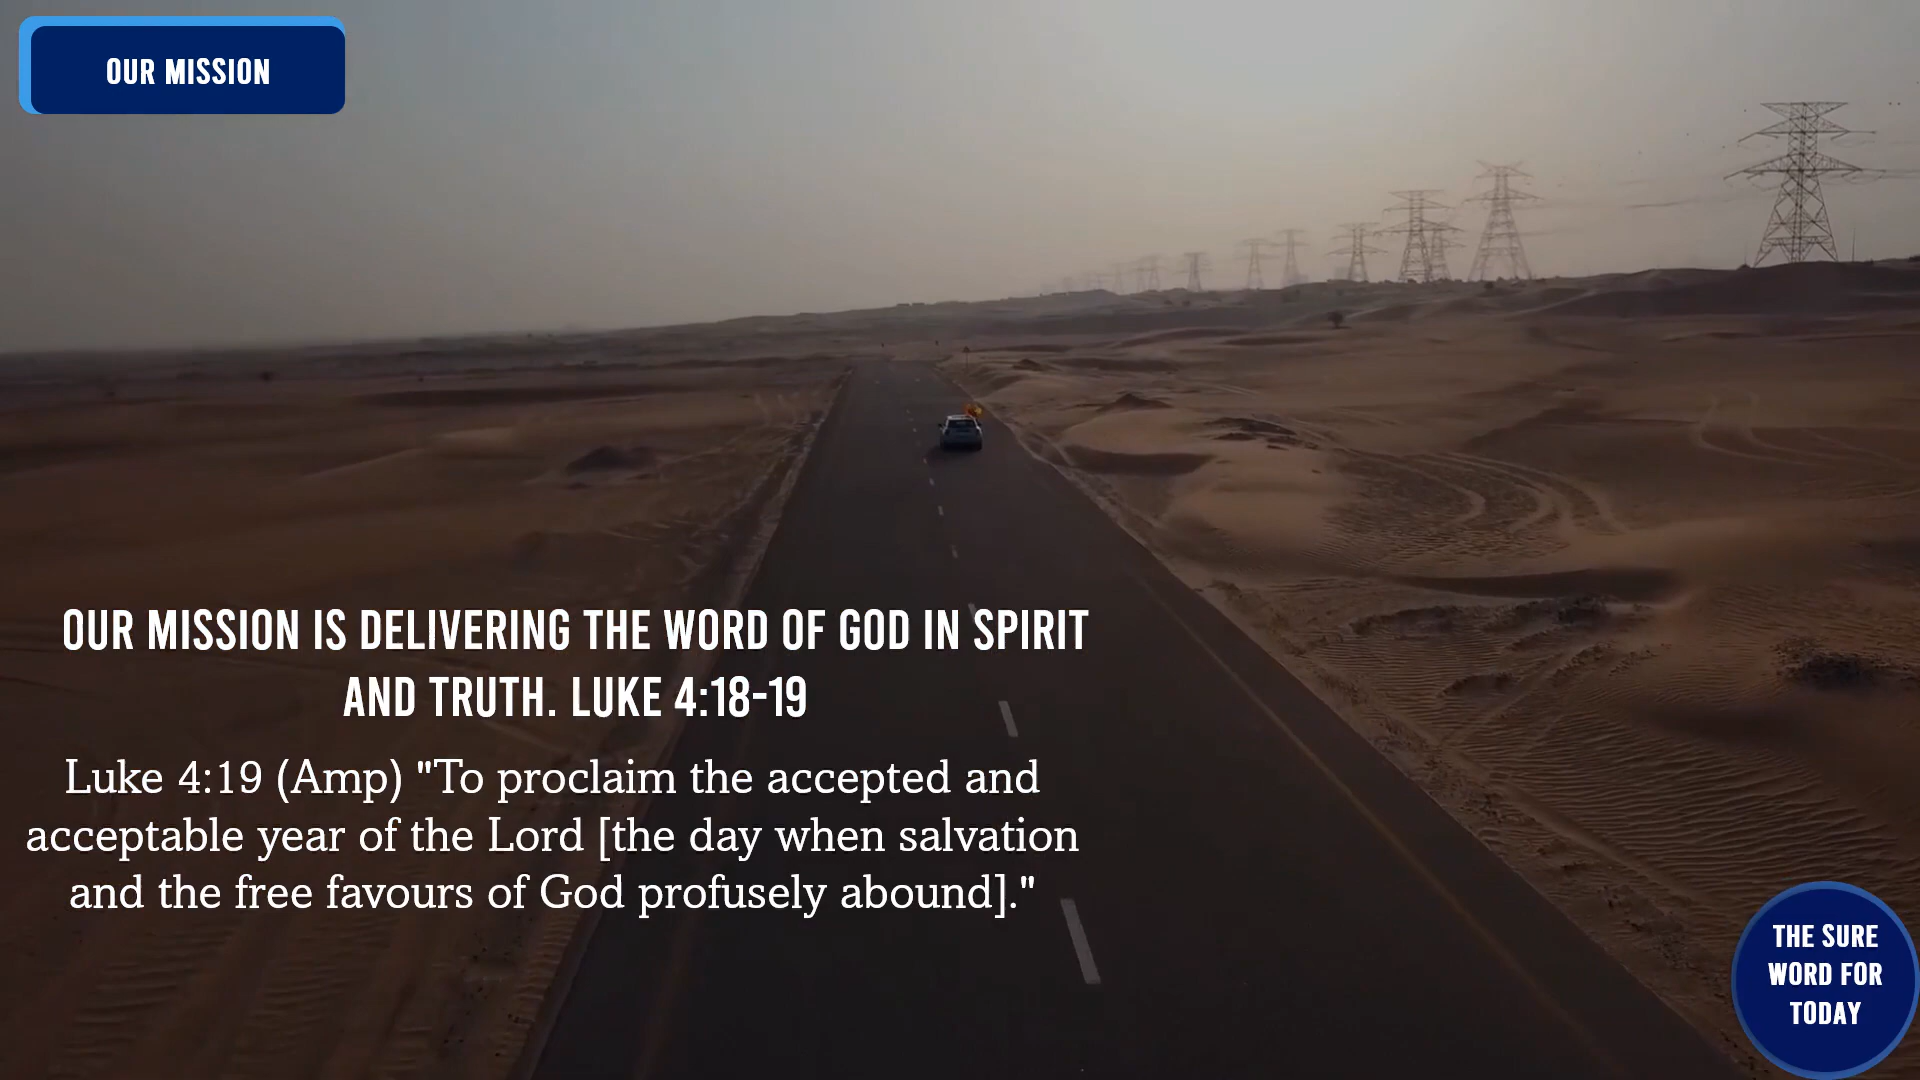 OUR MISSION
OUR MISSION IS DELIVERING THE WORD OF GOD IN SPIRIT
AND TRUTH. LUKE 4:18-19
Luke 4:19 (Amp) "To proclaim the accepted and
acceptable year of the Lord [the day when salvation
and the free favours of God profusely abound]."
THE SURE
WORD FOR
TODAY